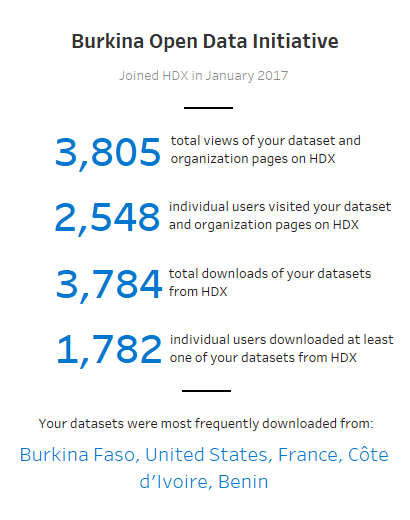 Burkina Open Data Initiative
Joined HDX in January 2017
3,805 total views of your dataset and
organization pages on HDX
2,548 individual users visited your dataset
and organization pages on HDX
3,784 total downloads of your datasets
from HDX
1,782 individual users downloaded at least
one of your datasets from HDX
Your datasets were most frequently downloaded from:
Burkina Faso, United States, France, Côte
d’Ivoire, Benin